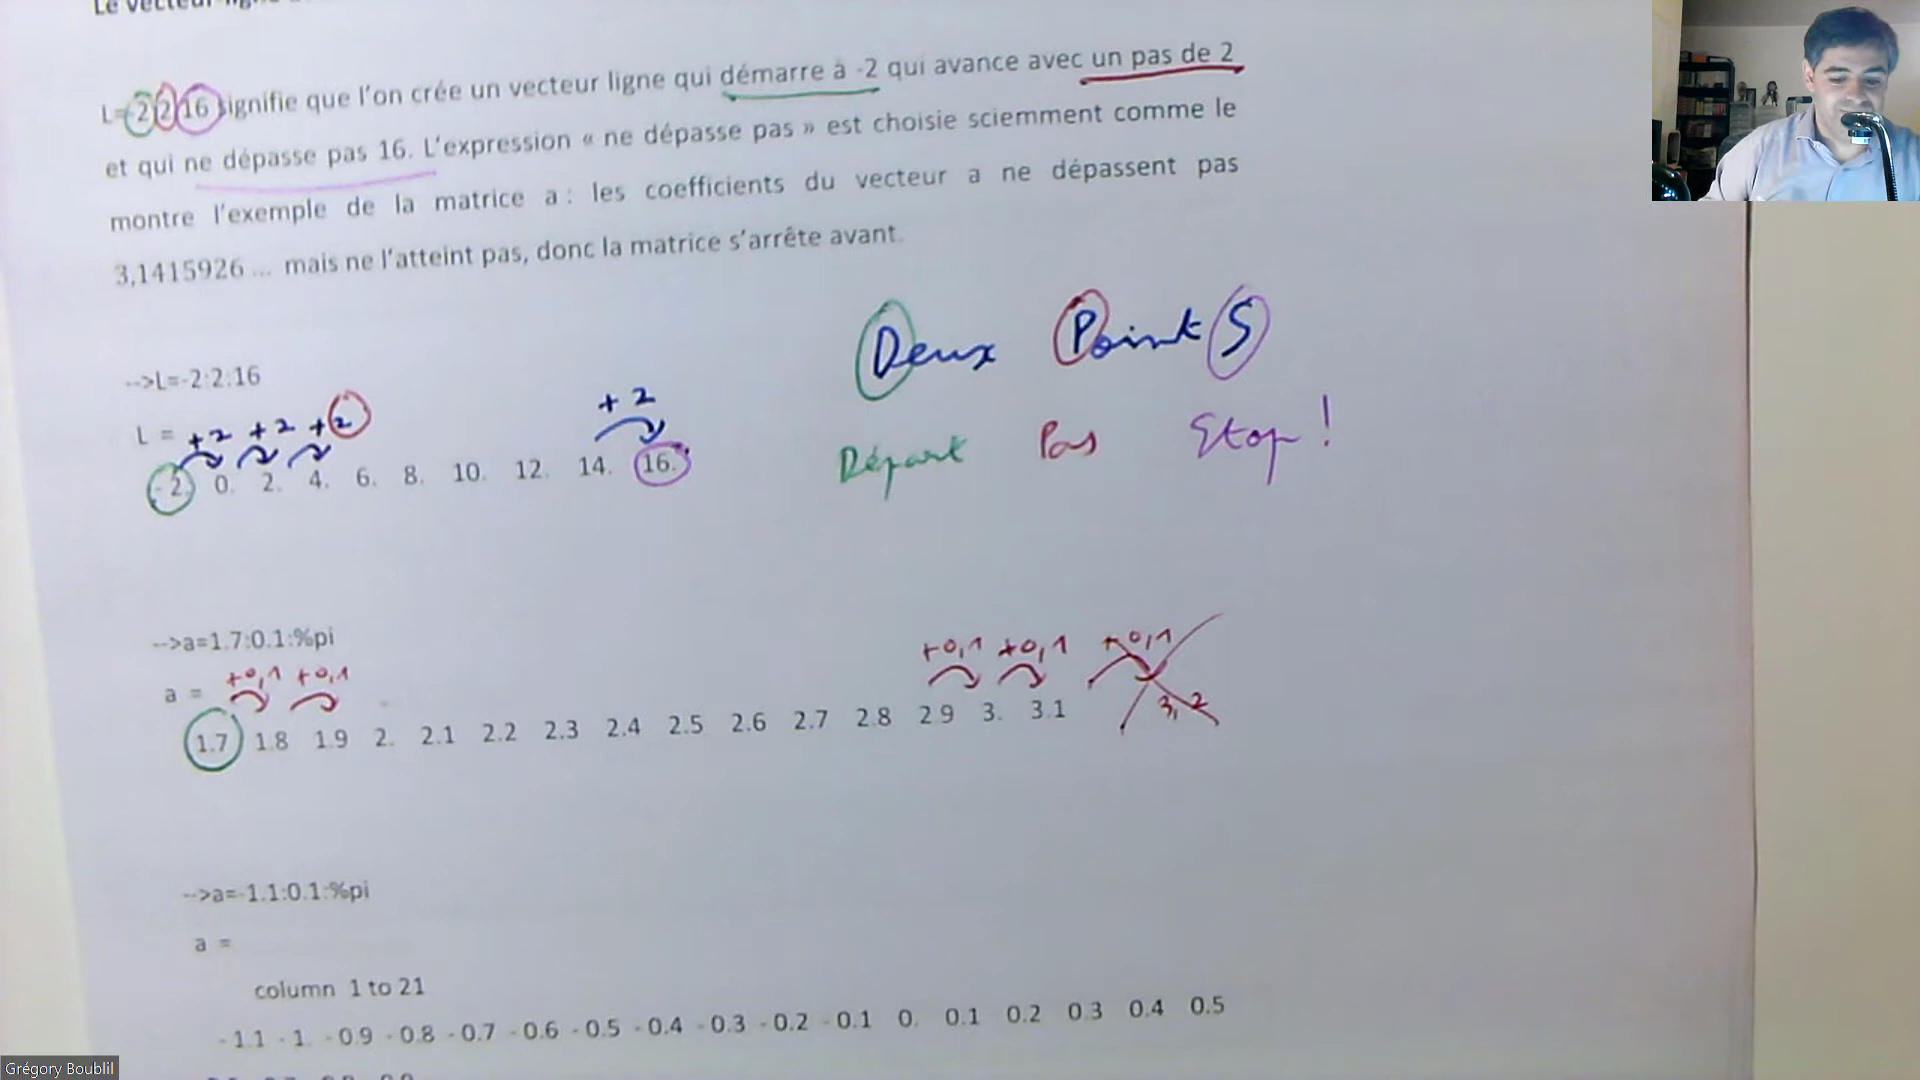 Le vecteur ligne
L=-2:2:16 signifie que l'on crée un vecteur ligne qui démarre à -2 qui avance avec un pas de 2
et qui ne dépasse pas 16. L'expression « ne dépasse pas » est choisie sciemment comme le
montre l'exemple de la matrice a : les coefficients du vecteur a ne dépassent pas
3,1415926 ... mais ne l'atteint pas, donc la matrice s'arrête avant.
Deux PointS
Départ Pas Stop !
-->L=-2:2:16
L =
+2 +2 +2 +2
-2. 0. 2. 4. 6. 8. 10. 12. 14. 16.
-->a=1.7:0.1:%pi
a =
+0,1 +0,1 +0,1 +0,1 +0,1
1.7 1.8 1.9 2. 2.1 2.2 2.3 2.4 2.5 2.6 2.7 2.8 2.9 3. 3.1 3,2
-->a=-1.1:0.1:%pi
a =
column 1 to 21
- 1.1 - 1. - 0.9 - 0.8 - 0.7 - 0.6 - 0.5 - 0.4 - 0.3 - 0.2 - 0.1 0. 0.1 0.2 0.3 0.4 0.5
Grégory Boublil